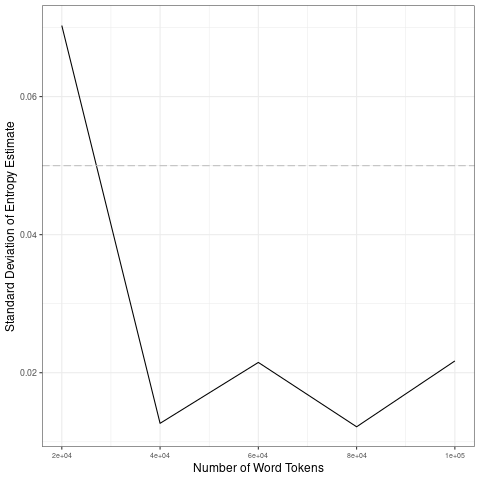 Standard Deviation of Entropy Estimate
0.06
0.04
0.02
2e+04 4e+04 6e+04 8e+04 1e+05
Number of Word Tokens